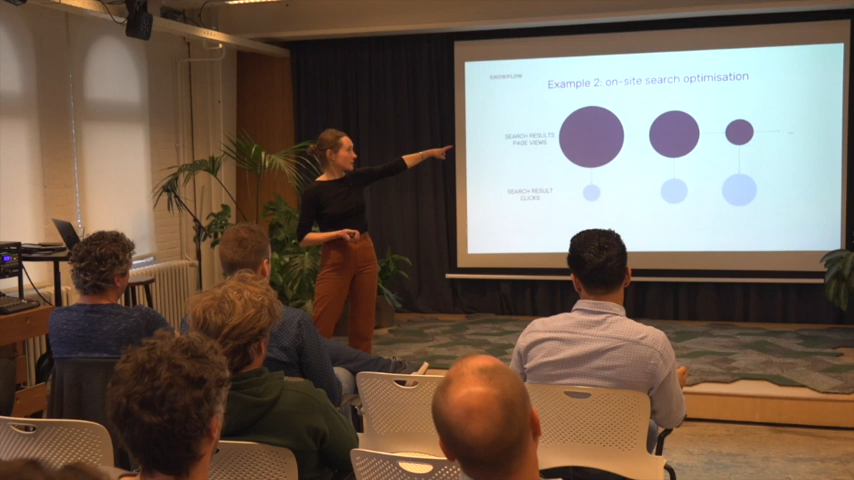 SNOWPLOW
Example 2: on-site search optimisation
SEARCH RESULTS
PAGE VIEWS
SEARCH RESULT
CLICKS